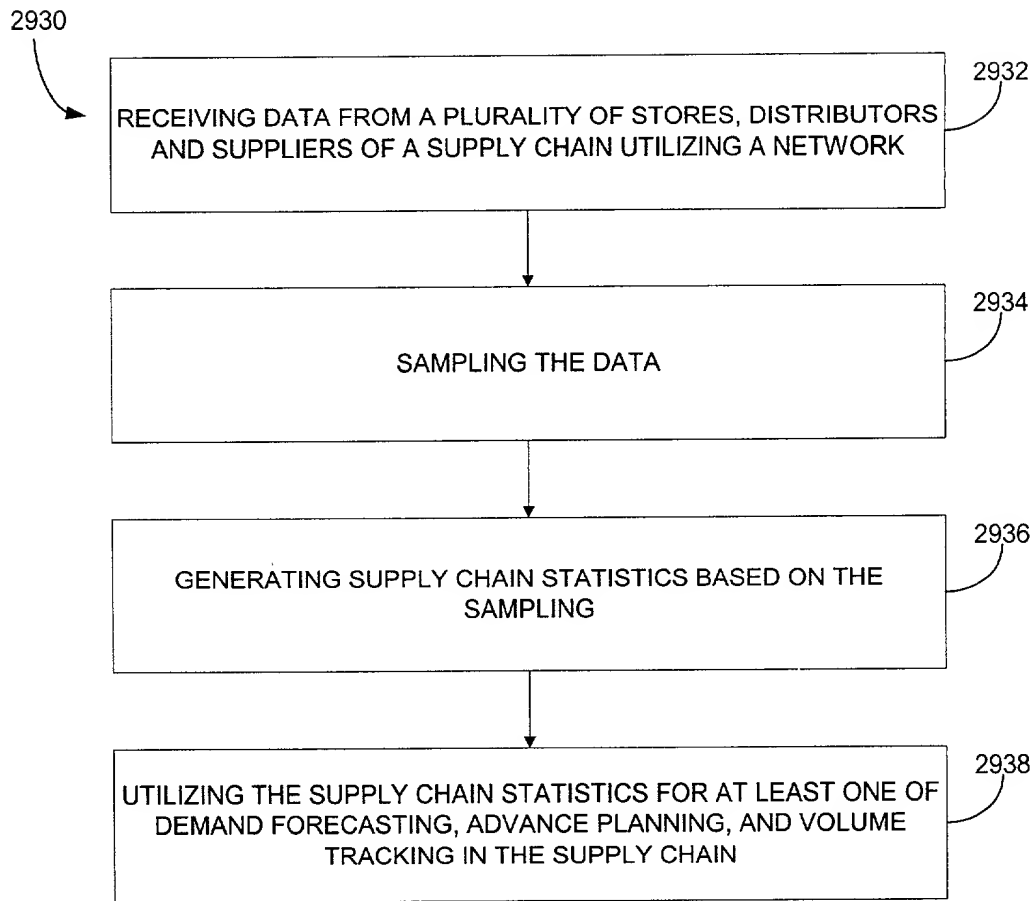 2930
2932
RECEIVING DATA FROM A PLURALITY OF STORES, DISTRIBUTORS
AND SUPPLIERS OF A SUPPLY CHAIN UTILIZING A NETWORK
2934
SAMPLING THE DATA
2936
GENERATING SUPPLY CHAIN STATISTICS BASED ON THE
SAMPLING
2938
UTILIZING THE SUPPLY CHAIN STATISTICS FOR AT LEAST ONE OF
DEMAND FORECASTING, ADVANCE PLANNING, AND VOLUME
TRACKING IN THE SUPPLY CHAIN